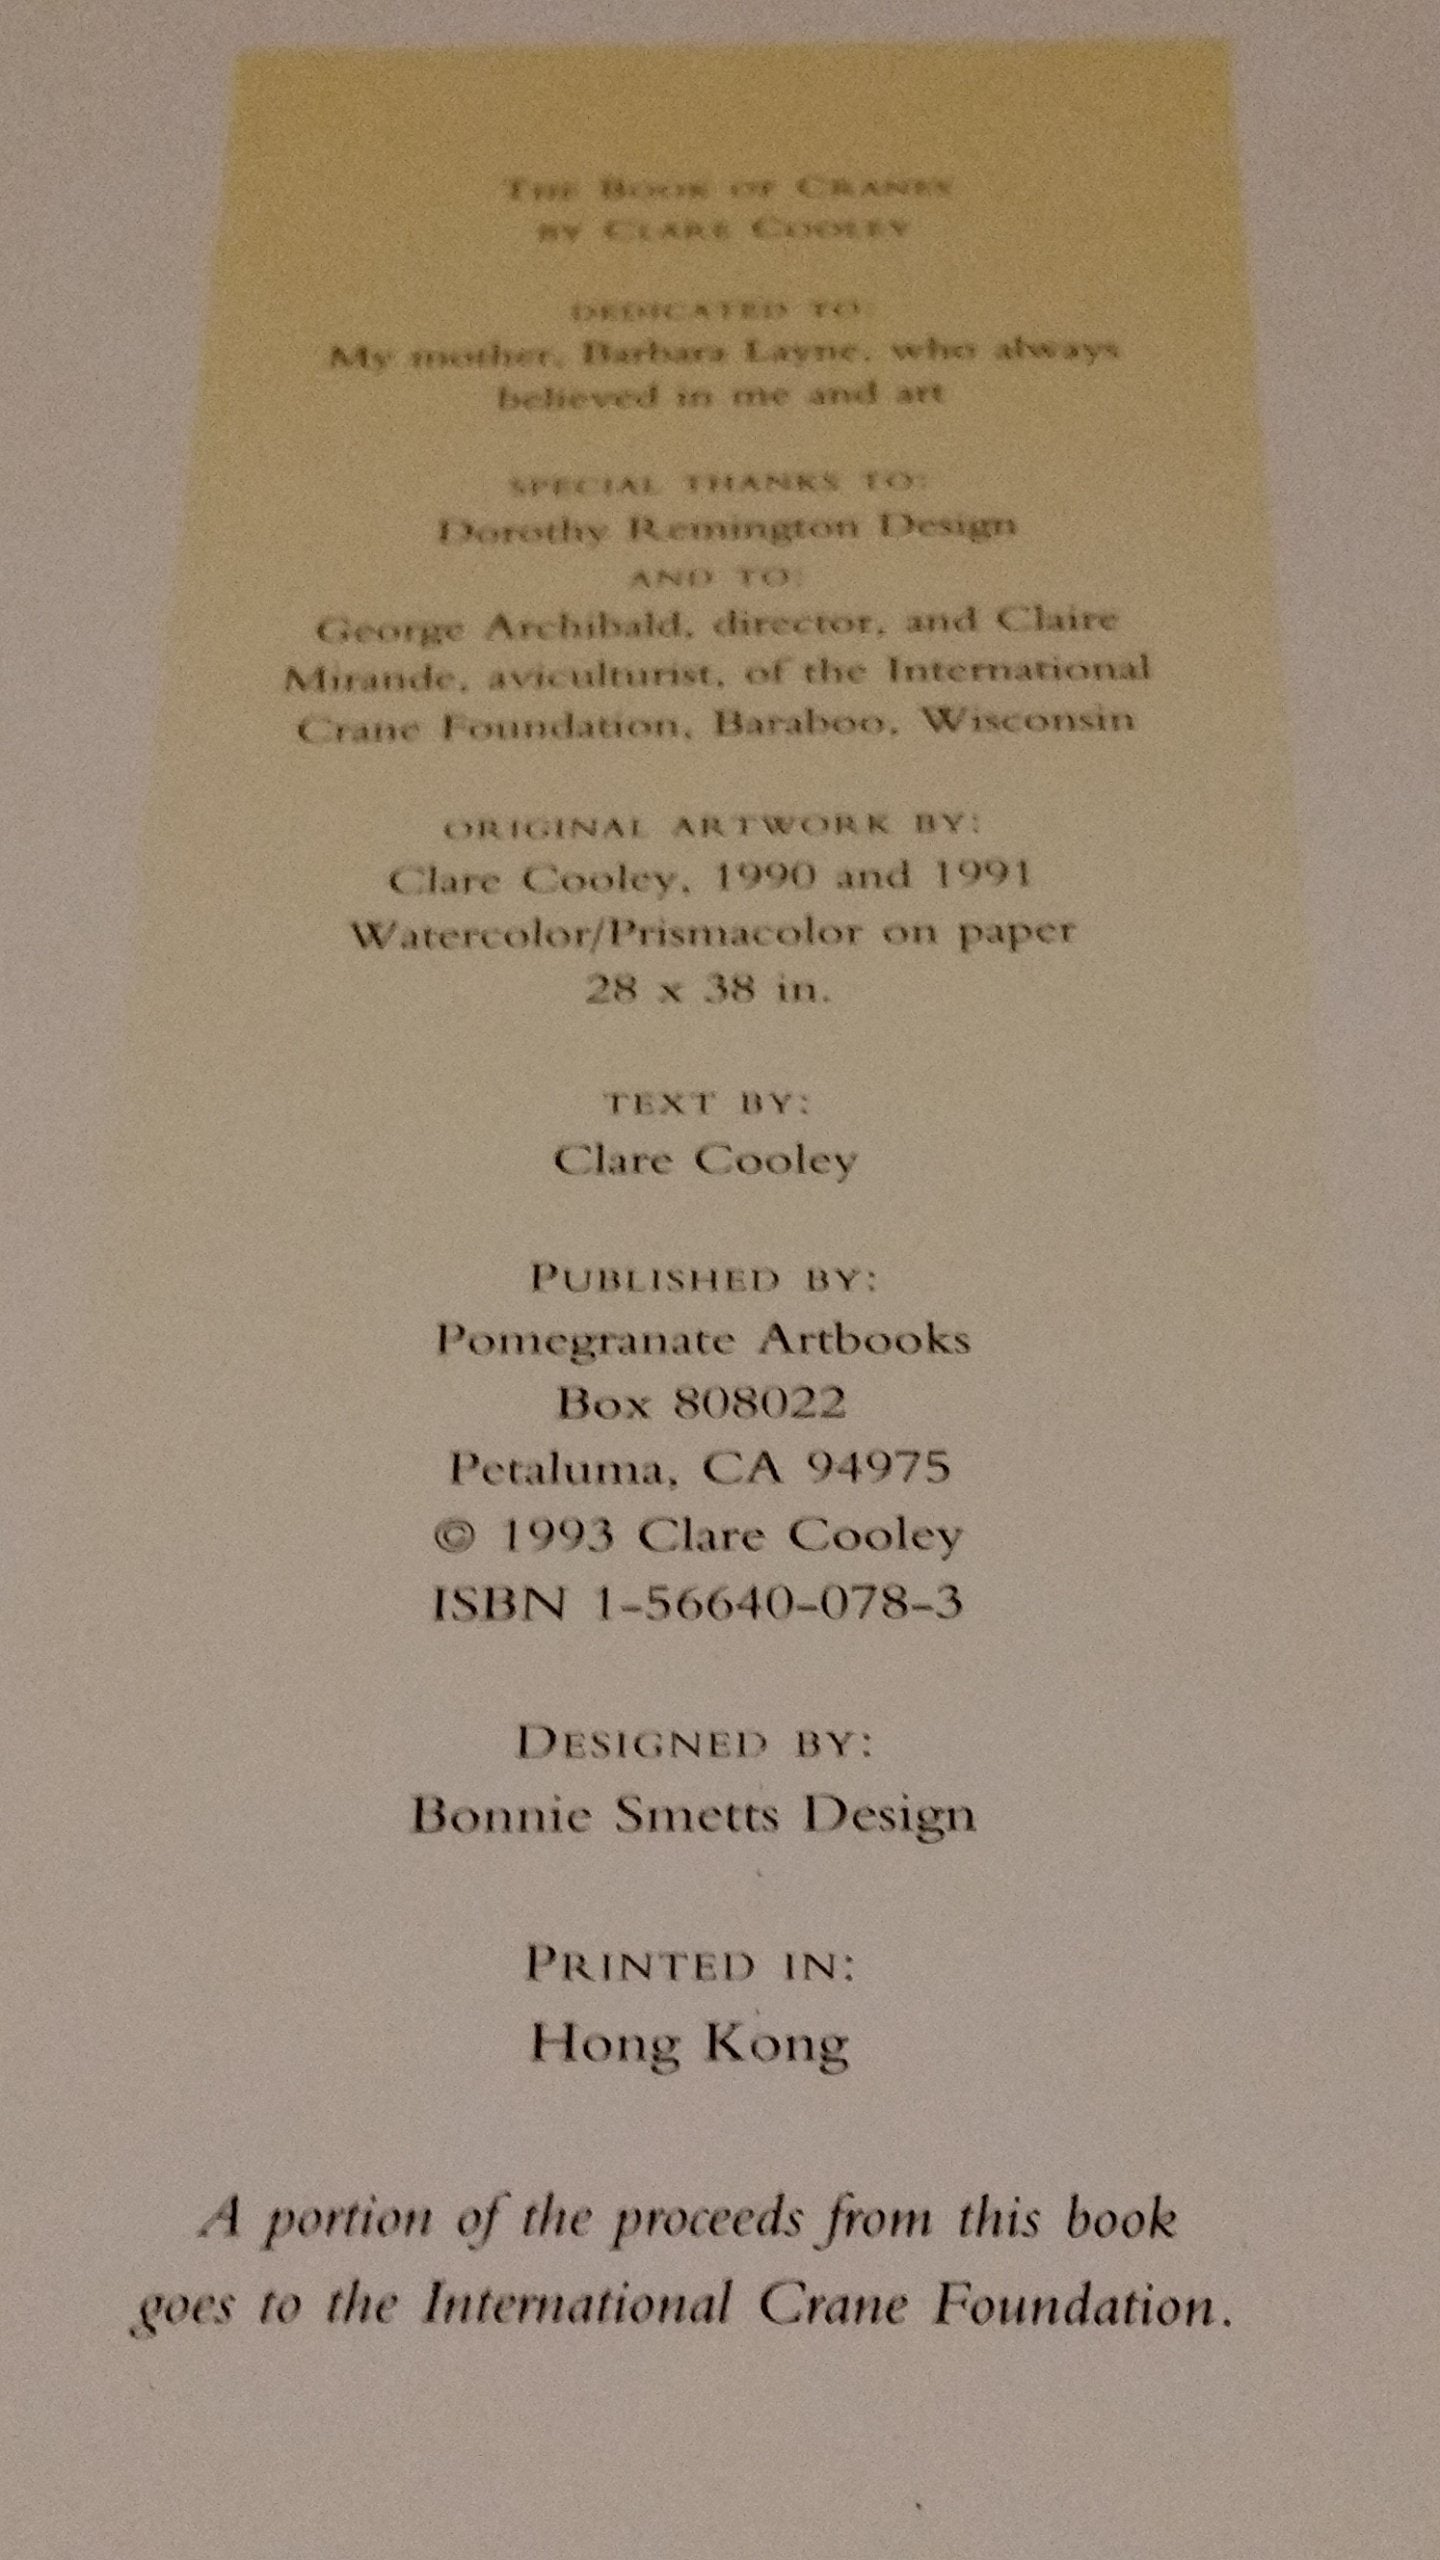 THE BOOK OF CRANES
BY CLARE COOLEY
DEDICATED TO:
My mother, Barbara Layne, who always
believed in me and art
SPECIAL THANKS TO:
Dorothy Remington Design
AND TO:
George Archibald, director, and Claire
Mirande, aviculturist, of the International
Crane Foundation, Baraboo, Wisconsin
ORIGINAL ARTWORK BY:
Clare Cooley, 1990 and 1991
Watercolor/Prismacolor on paper
28 x 38 in.
TEXT BY:
Clare Cooley
PUBLISHED BY:
Pomegranate Artbooks
Box 808022
Petaluma, CA 94975
© 1993 Clare Cooley
ISBN 1-56640-078-3
DESIGNED BY:
Bonnie Smetts Design
PRINTED IN:
Hong Kong
A portion of the proceeds from this book
goes to the International Crane Foundation.